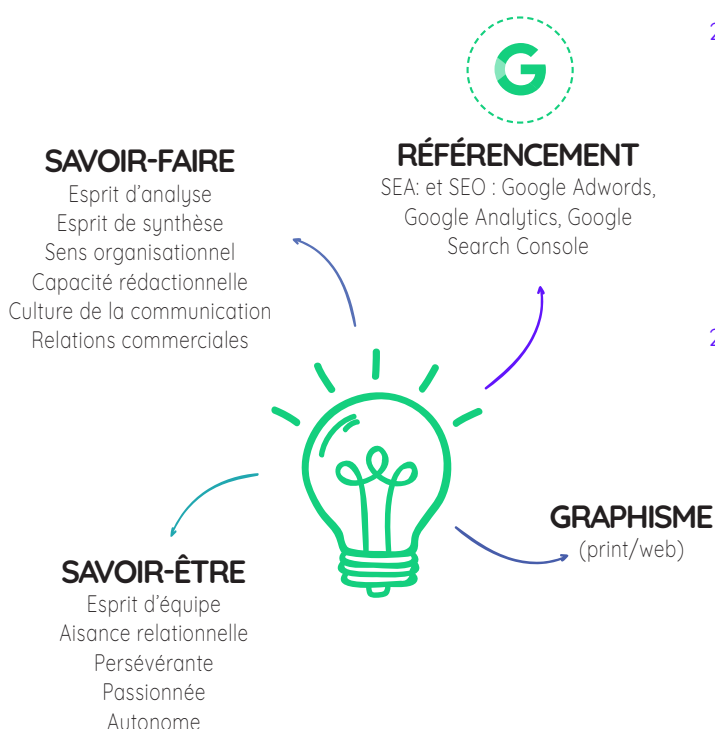 G
RÉFÉRENCEMENT
SEA: et SEO : Google Adwords,
Google Analytics, Google
Search Console
SAVOIR-FAIRE
Esprit d'analyse
Esprit de synthèse
Sens organisationnel
Capacité rédactionnelle
Culture de la communication
Relations commerciales
GRAPHISME
(print/web)
SAVOIR-ÊTRE
Esprit d'équipe
Aisance relationnelle
Persévérante
Passionnée
Autonome
2
2